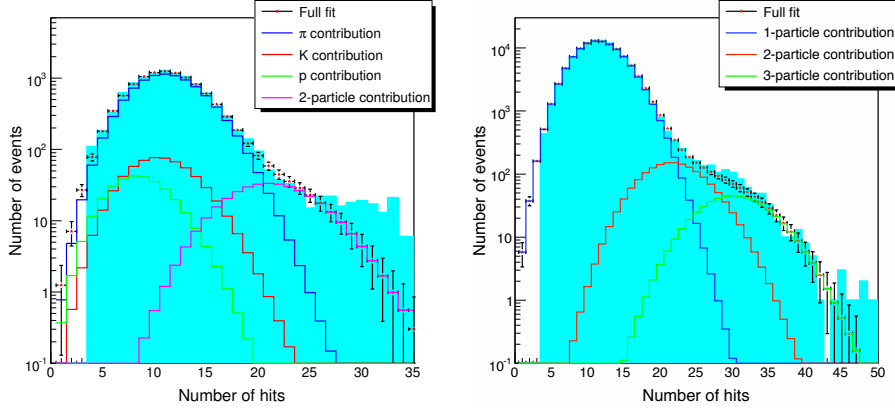 Full fit
π contribution
K contribution
p contribution
2-particle contribution
Number of events
10³
10²
10
1
10⁻¹
0 5 10 15 20 25 30 35
Number of hits
Full fit
1-particle contribution
2-particle contribution
3-particle contribution
Number of events
10⁴
10³
10²
10
1
10⁻¹
0 5 10 15 20 25 30 35 40 45 50
Number of hits